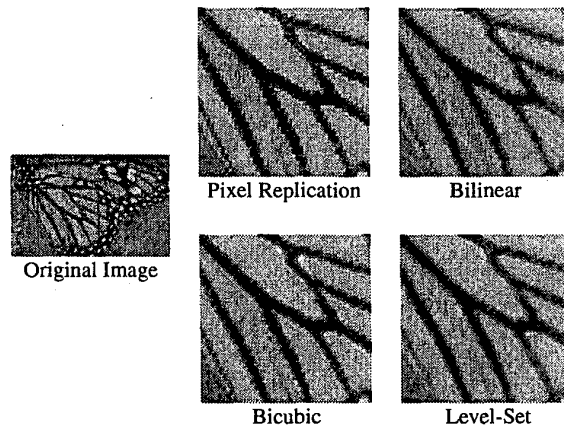 Pixel Replication
Bilinear
Original Image
Bicubic
Level-Set